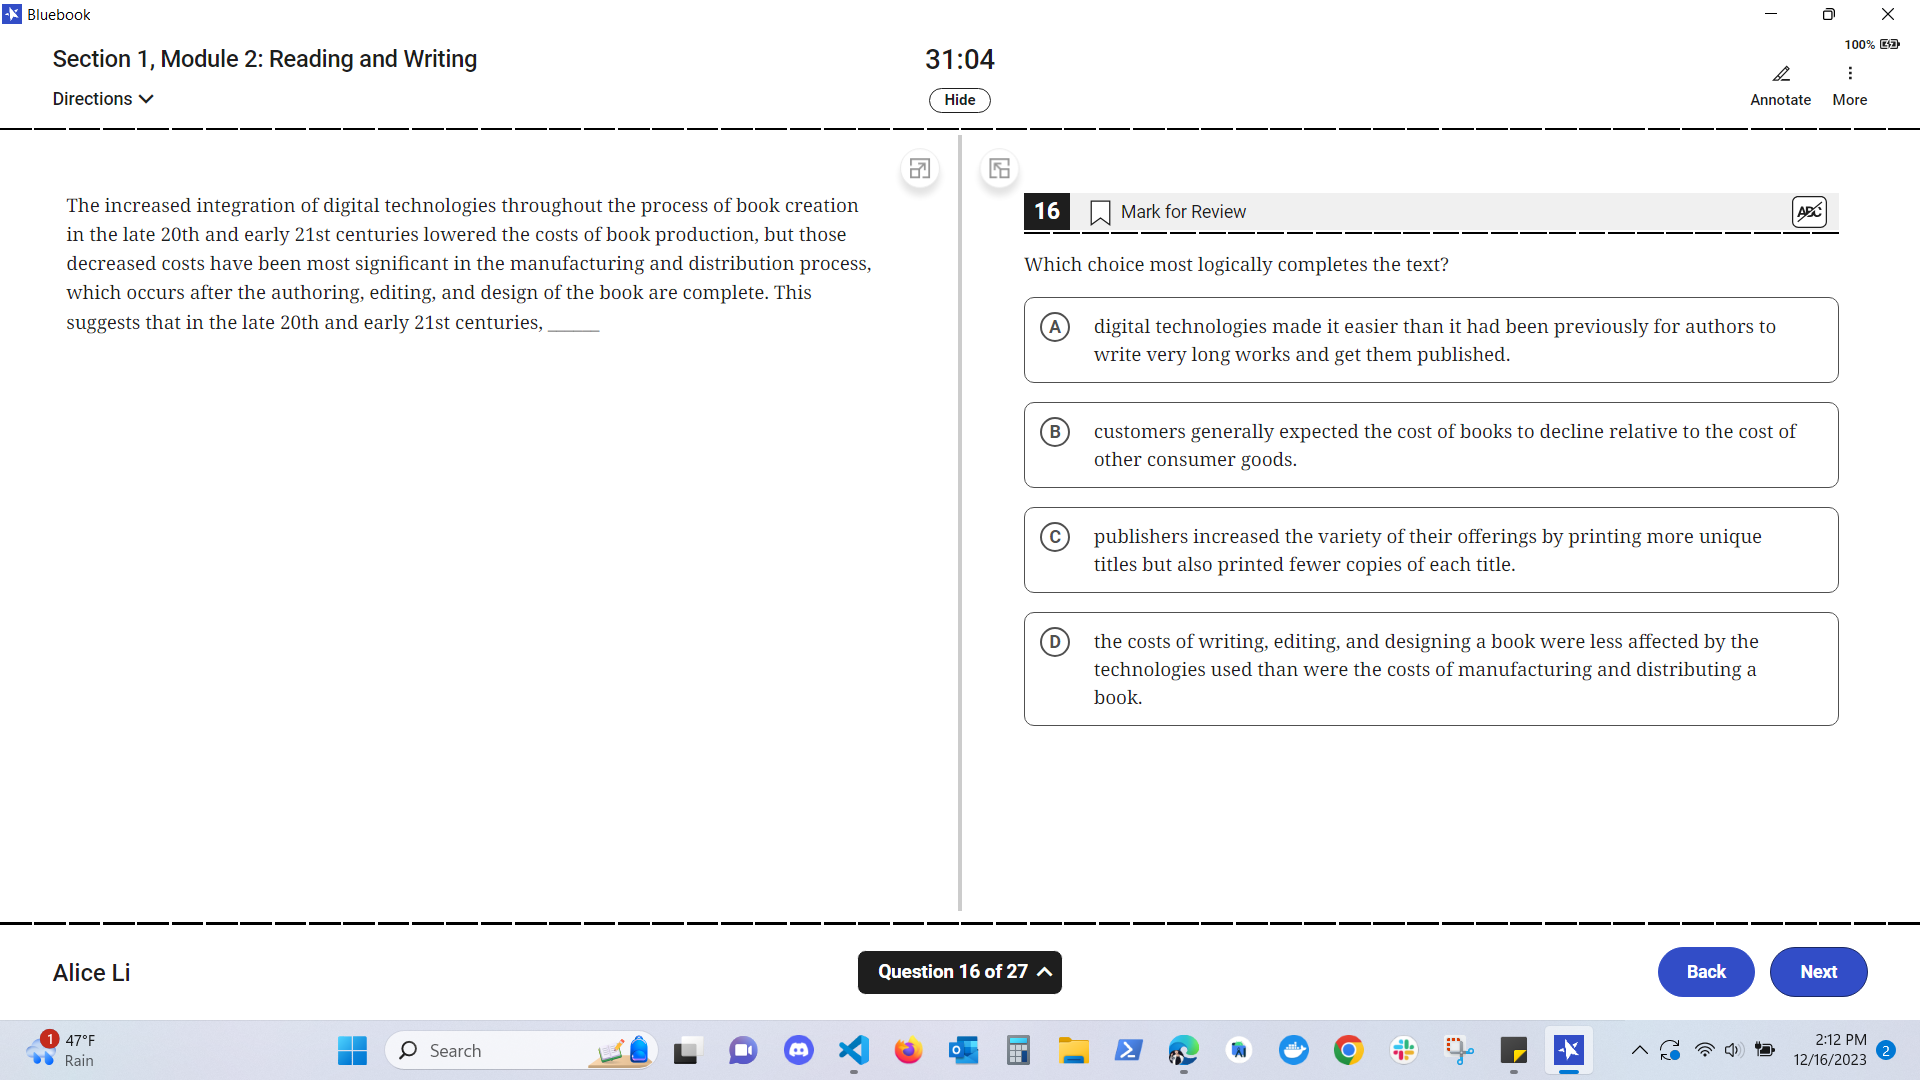 Bluebook
Section 1, Module 2: Reading and Writing
31:04
100%
Directions
Hide
Annotate
More
The increased integration of digital technologies throughout the process of book creation
in the late 20th and early 21st centuries lowered the costs of book production, but those
decreased costs have been most significant in the manufacturing and distribution process,
which occurs after the authoring, editing, and design of the book are complete. This
suggests that in the late 20th and early 21st centuries, ______
16
Mark for Review
ABC
Which choice most logically completes the text?
A
digital technologies made it easier than it had been previously for authors to
write very long works and get them published.
B
customers generally expected the cost of books to decline relative to the cost of
other consumer goods.
C
publishers increased the variety of their offerings by printing more unique
titles but also printed fewer copies of each title.
D
the costs of writing, editing, and designing a book were less affected by the
technologies used than were the costs of manufacturing and distributing a
book.
Alice Li
Question 16 of 27
Back
Next
1
47°F
Rain
Search
2:12 PM
12/16/2023
2